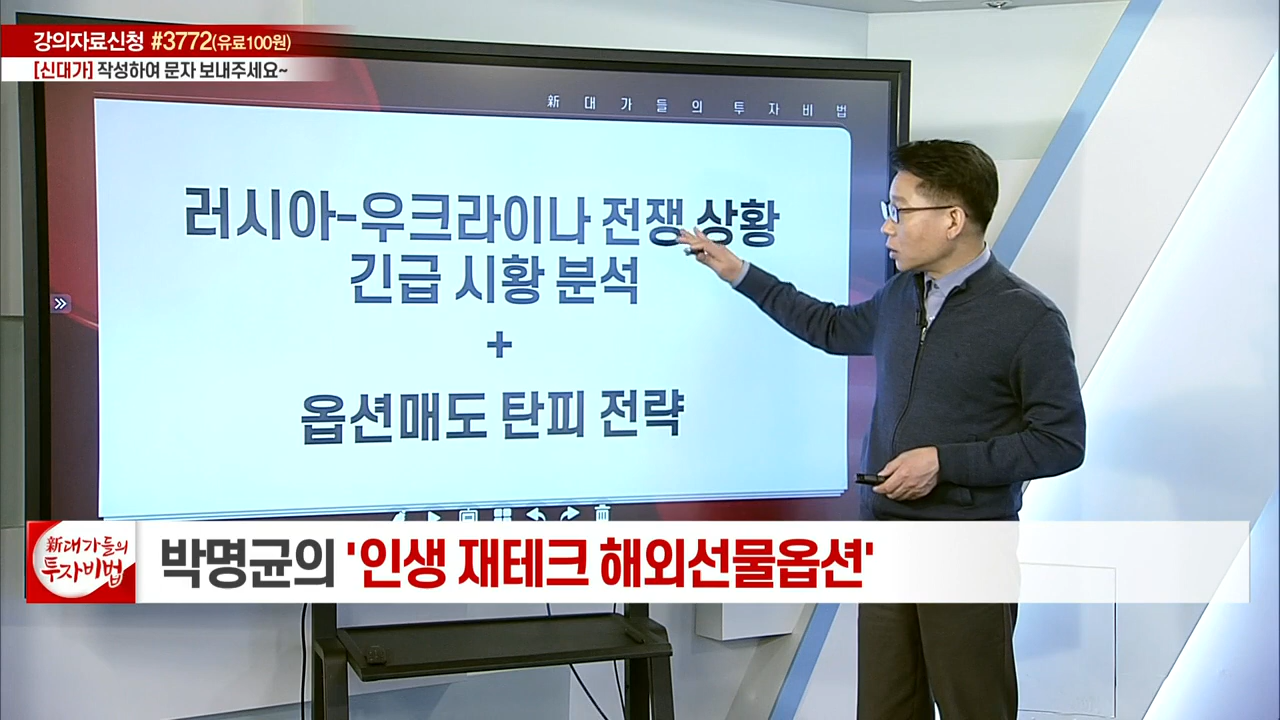 강의자료신청 #3772(유료100원)
[신대가] 작성하여 문자 보내주세요~
新 대가들의 투자비법
러시아-우크라이나 전쟁 상황
긴급 시황 분석
+
옵션매도 탄피 전략
新대가들의
투자비법
박명균의 '인생 재테크 해외선물옵션'